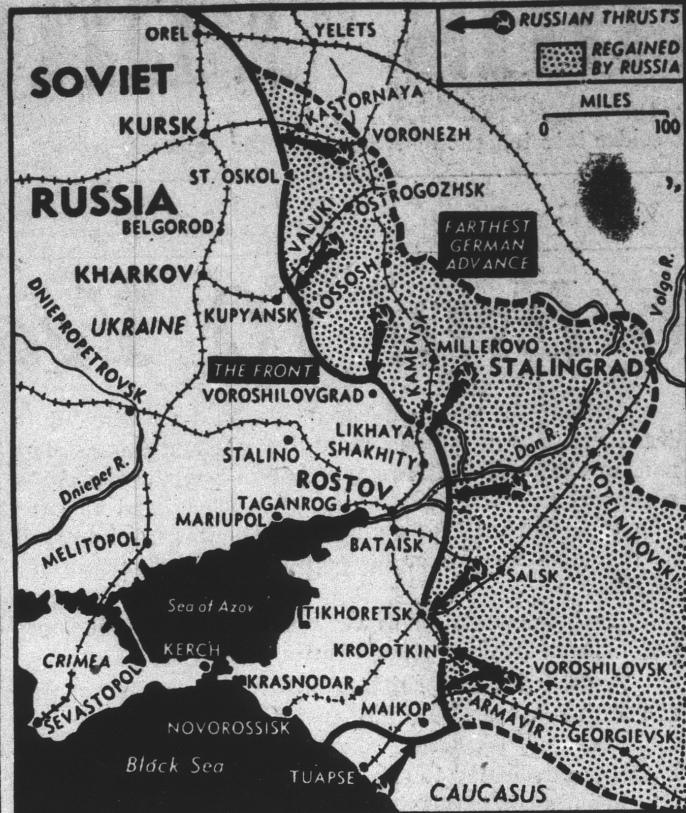 RUSSIAN THRUSTS
REGAINED
BY RUSSIA
MILES
0 100
OREL
YELETS
SOVIET
KASTORNAYA
KURSK
VORONEZH
ST. OSKOL
OSTROGOZHSK
RUSSIA
VALUKI
BELGOROD
FARTHEST
GERMAN
ADVANCE
Volga R.
KHARKOV
ROSSOSH
DNIEPROPETROVSK
KUPYANSK
UKRAINE
KAMENSK
MILLEROVO
THE FRONT
STALINGRAD
VOROSHILOVGRAD
LIKHAYA
Don R.
STALINO
SHAKHITY
KOTELNIKOVSKI
Dnieper R.
ROSTOV
TAGANROG
MARIUPOL
BATAISK
MELITOPOL
SALSK
Sea of Azov
TIKHORETSK
KERCH
KROPOTKIN
CRIMEA
VOROSHILOVSK
SEVASTOPOL
KRASNODAR
MAIKOP
ARMAVIR
NOVOROSSISK
GEORGIEVSK
Black Sea
TUAPSE
CAUCASUS